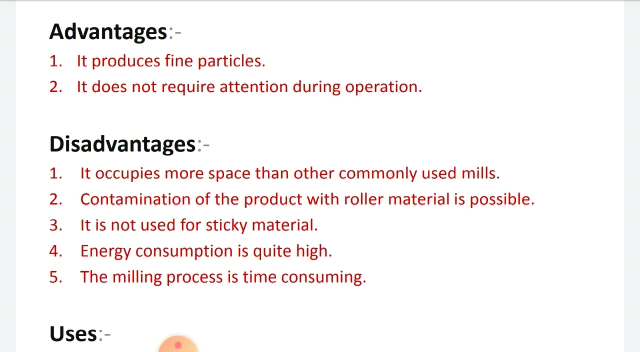 Advantages:-
1. It produces fine particles.
2. It does not require attention during operation.
Disadvantages:-
1. It occupies more space than other commonly used mills.
2. Contamination of the product with roller material is possible.
3. It is not used for sticky material.
4. Energy consumption is quite high.
5. The milling process is time consuming.
Uses:-